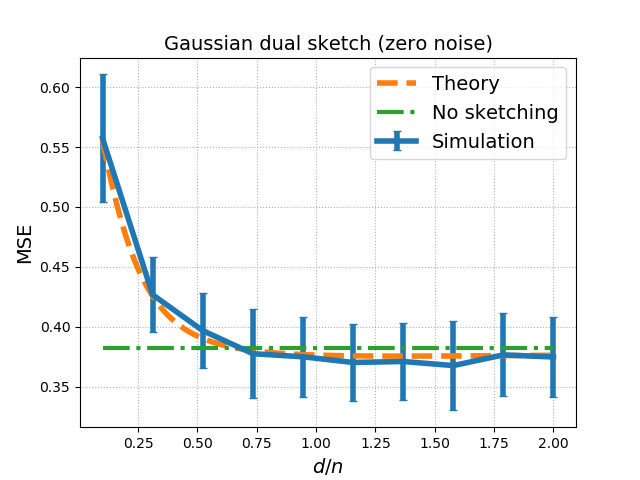 Gaussian dual sketch (zero noise)
Theory
No sketching
Simulation
MSE
0.60
0.55
0.50
0.45
0.40
0.35
0.25
0.50
0.75
1.00
1.25
1.50
1.75
2.00
d/n